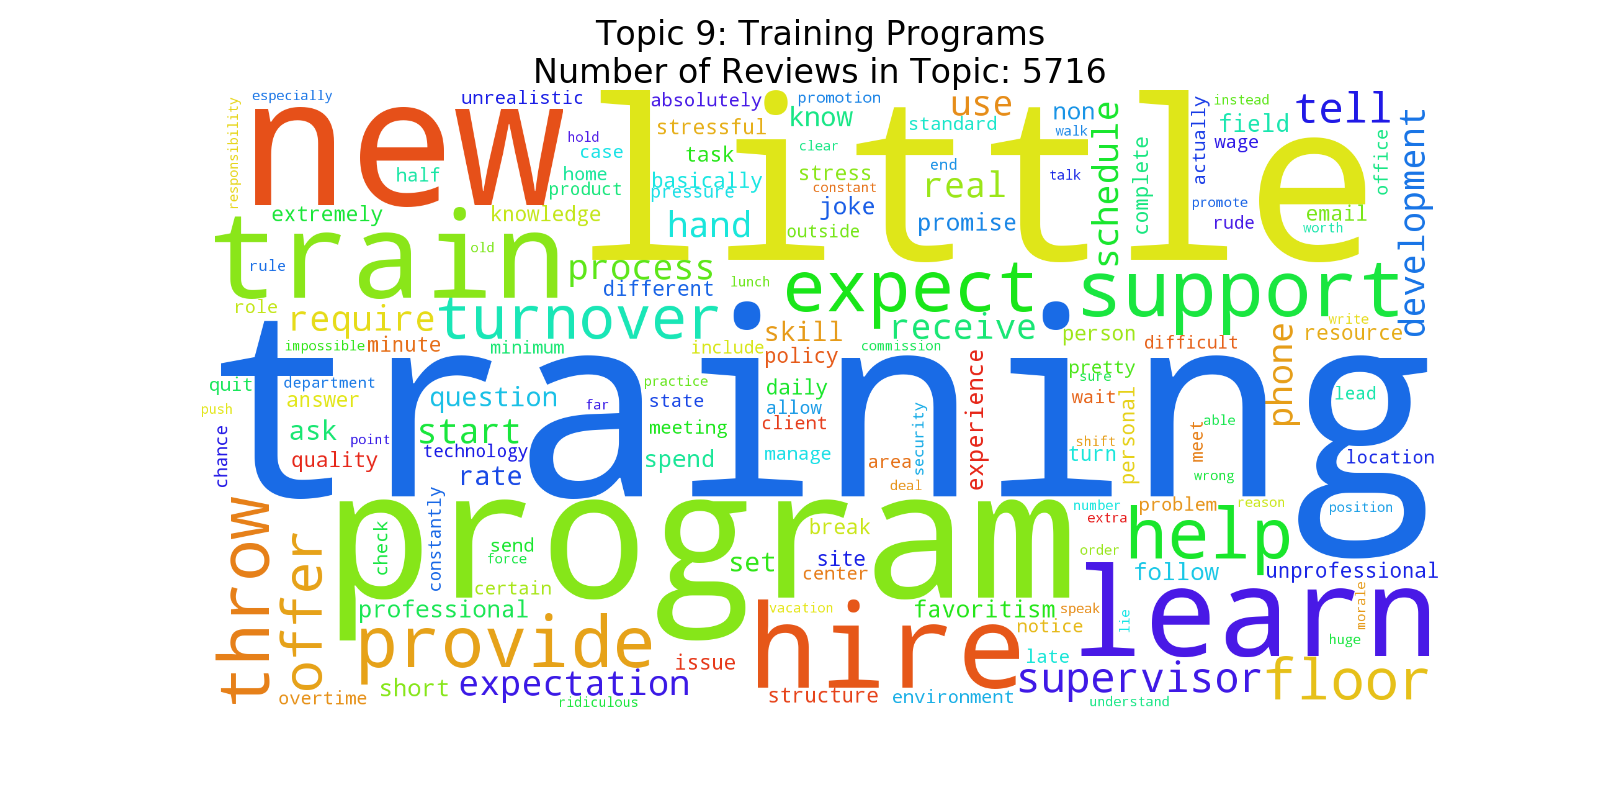 Topic 9: Training Programs
Number of Reviews in Topic: 5716
especially
unrealistic
absolutely
promotion
use
non
actually
instead
tell
responsibility
new
hold
stressful
know
standard
walk
schedule
field
development
little
half
case
home
product
task
basically
pressure
clear
stress
constant
end
real
talk
complete
wage
office
promote
extremely
knowledge
hand
joke
outside
promise
rude
email
worth
train
old
rule
process
different
lunch
expect
support
role
require
turnover
skill
receive
person
write
resource
impossible
minute
minimum
include
policy
commission
difficult
phone
training
quit
department
practice
daily
experience
pretty
sure
lead
push
answer
question
far
state
allow
wait
personal
able
chance
ask
point
start
meeting
client
security
shift
turn
meet
quality
technology
spend
manage
area
location
rate
deal
wrong
throw
program
constantly
number
extra
problem
reason
position
offer
check
send
force
break
set
site
center
help
order
follow
unprofessional
certain
professional
vacation
favoritism
speak
lie
learn
morale
provide
hire
notice
huge
issue
late
short
expectation
structure
environment
supervisor
floor
overtime
ridiculous
understand